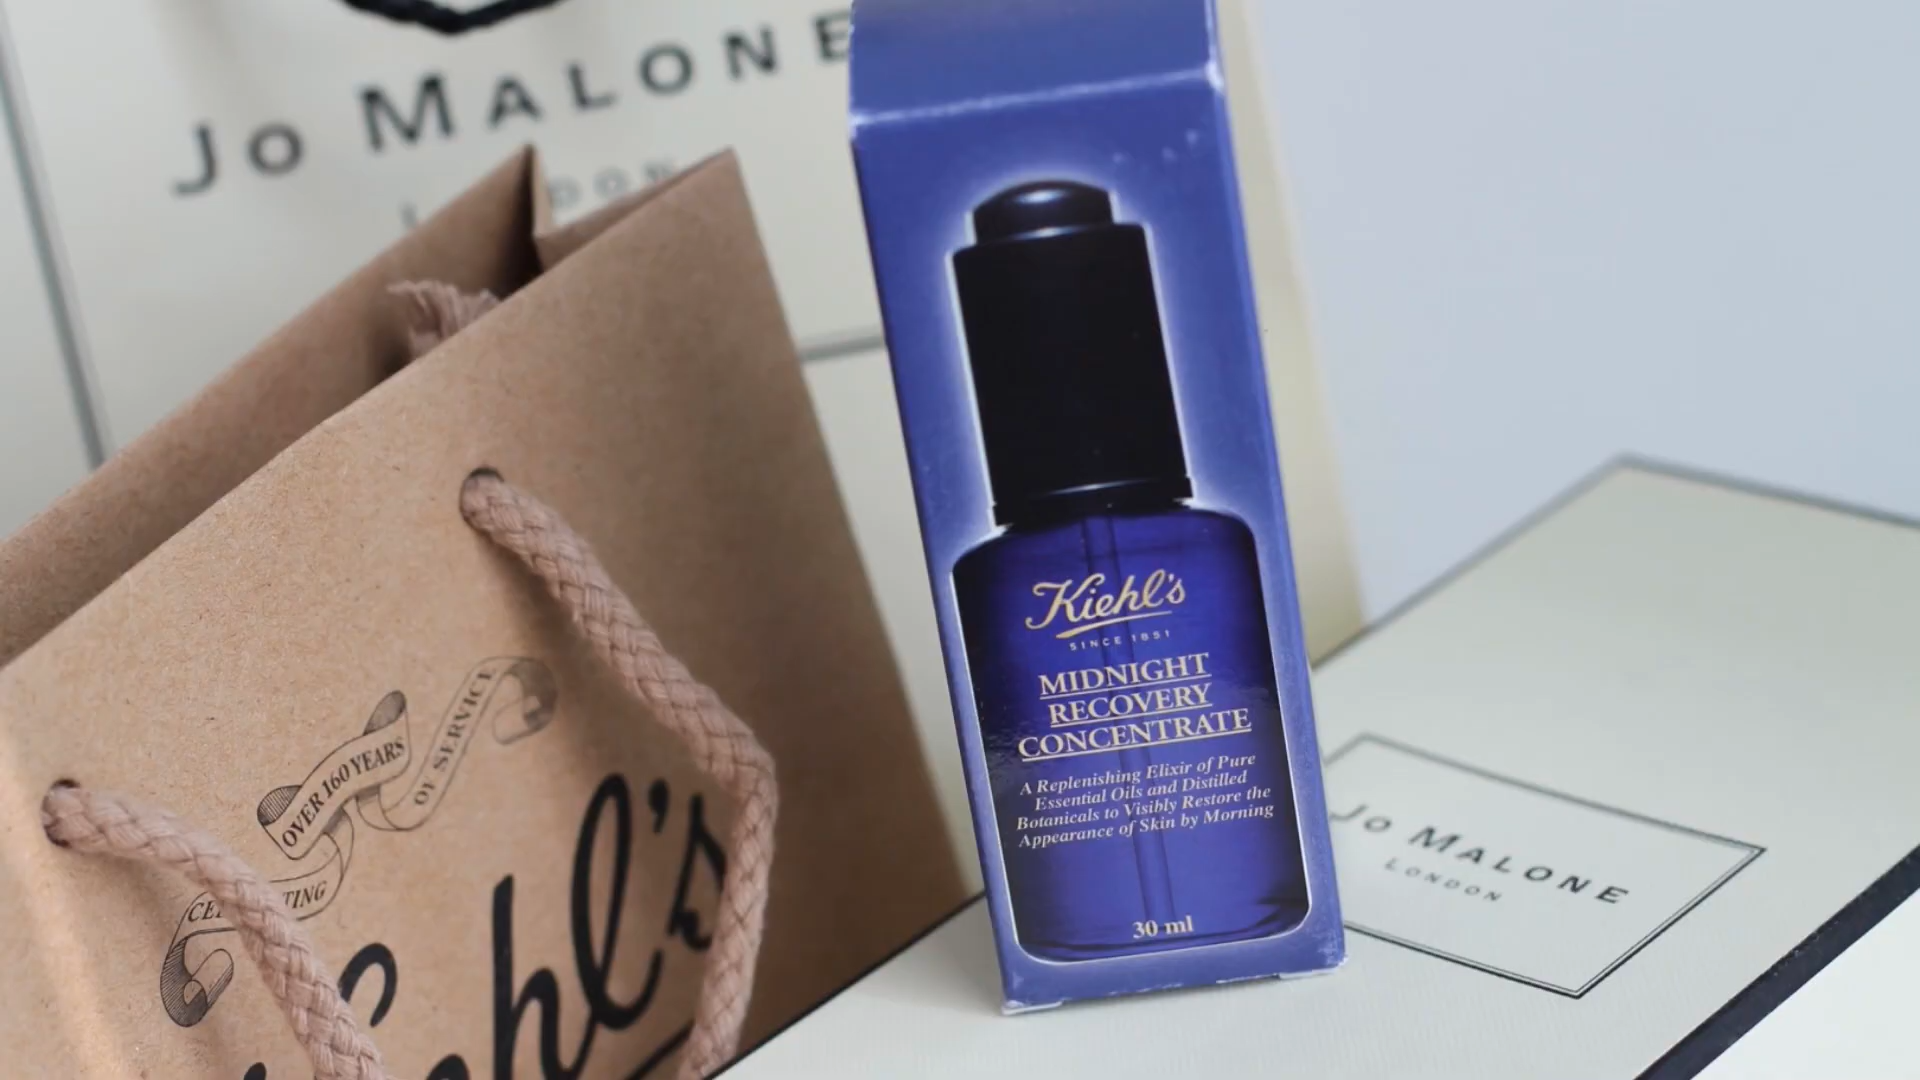 Jo MALONE
OVER 160 YEARS
OF SERVICE
Kiehl's
Kiehl's
SINCE 1851
MIDNIGHT
RECOVERY
CONCENTRATE
A Replenishing Elixir of Pure
Essential Oils and Distilled
Botanicals to Visibly Restore the
Appearance of Skin by Morning
30 ml
Jo MALONE
LONDON